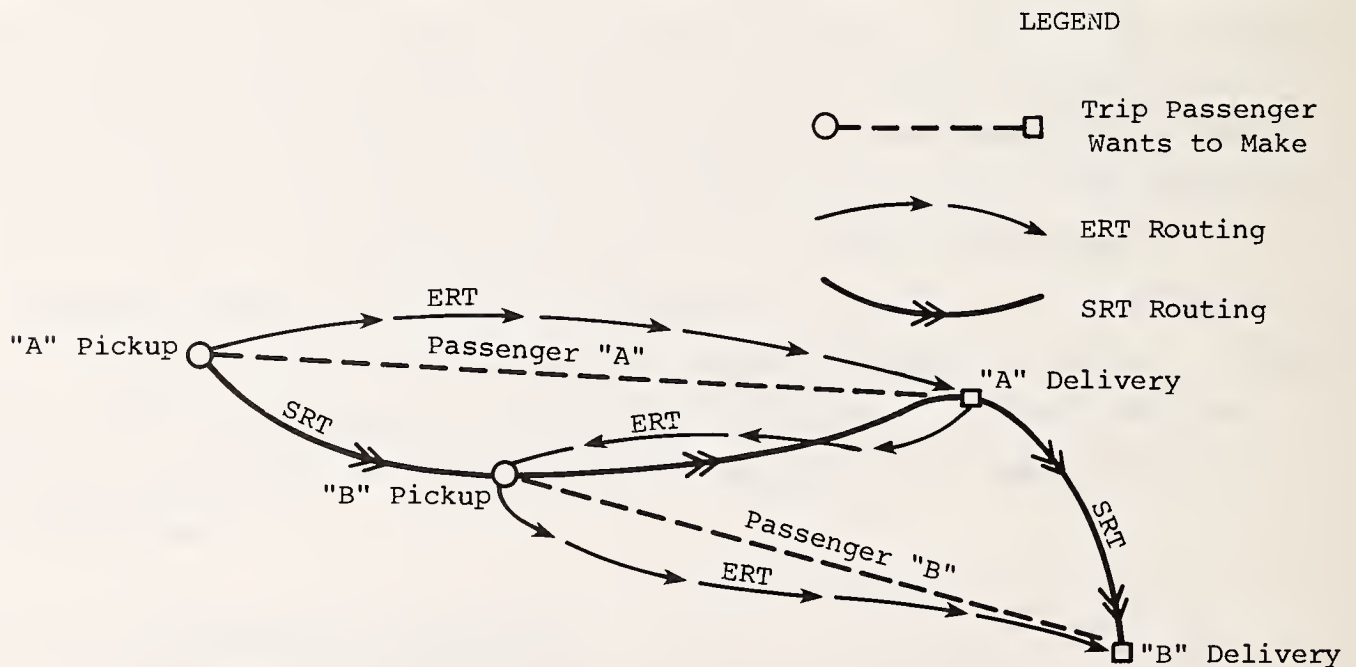 LEGEND
Trip Passenger
Wants to Make
ERT Routing
SRT Routing
ERT
"A" Pickup
Passenger "A"
"A" Delivery
SRT
ERT
"B" Pickup
Passenger "B"
SRT
ERT
"B" Delivery